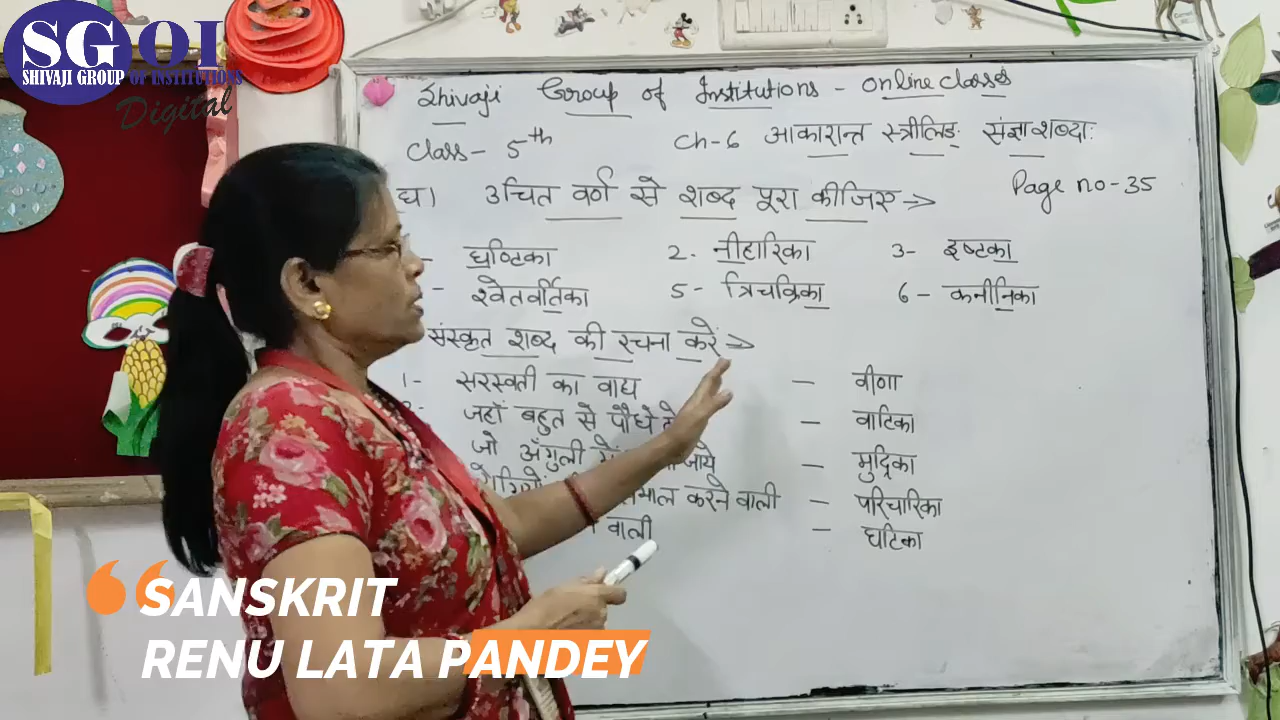 SGOI
SHIVAJI GROUP OF INSTITUTIONS
Digital
Shivaji Group of Institutions - Online Classes
Class - 5th Ch-6 आकारान्त स्त्रीलिङ् संज्ञाशब्दाः
घ। उचित वर्ण से शब्द पूरा कीजिए → Page no-35
- घण्टिका 2- नीहारिका 3- इष्टका
- श्वेतवर्तिका 5- त्रिचक्रिका 6- कनीनिका
संस्कृत शब्द की रचना करें →
1- सरस्वती का वाद्य - वीणा
2- जहाँ बहुत से पौधे - वाटिका
जो अँगुली में जाये - मुद्रिका
करने वाली - परिचारिका
वाली - घटिका
SANSKRIT
RENU LATA PANDEY